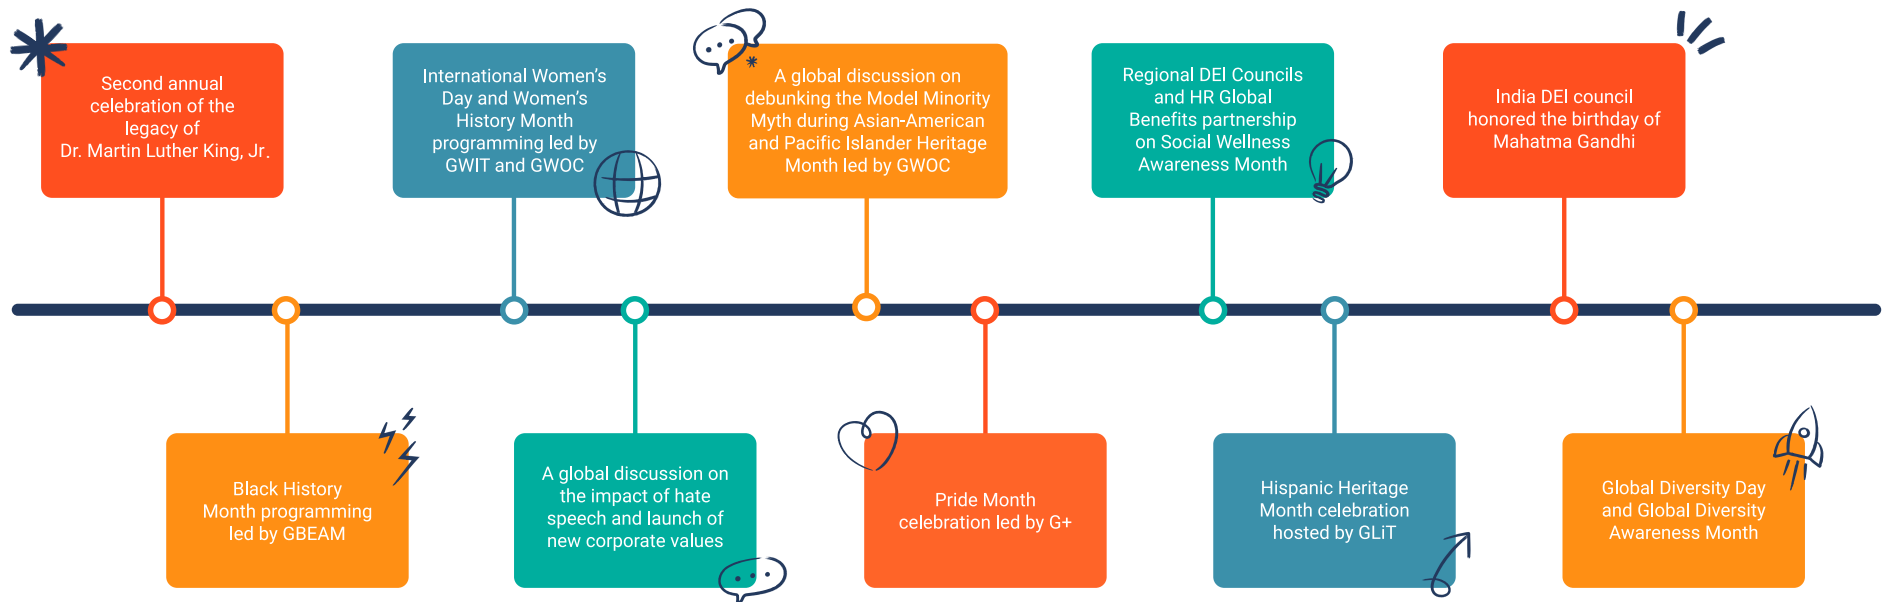 Second annual
celebration of the
legacy of
Dr. Martin Luther King, Jr.
International Women’s
Day and Women’s
History Month
programming led by
GWIT and GWOC
A global discussion on
debunking the Model Minority
Myth during Asian-American
and Pacific Islander Heritage
Month led by GWOC
Regional DEI Councils
and HR Global
Benefits partnership
on Social Wellness
Awareness Month
India DEI council
honored the birthday of
Mahatma Gandhi
Black History
Month programming
led by GBEAM
A global discussion on
the impact of hate
speech and launch of
new corporate values
Pride Month
celebration led by G+
Hispanic Heritage
Month celebration
hosted by GLiT
Global Diversity Day
and Global Diversity
Awareness Month